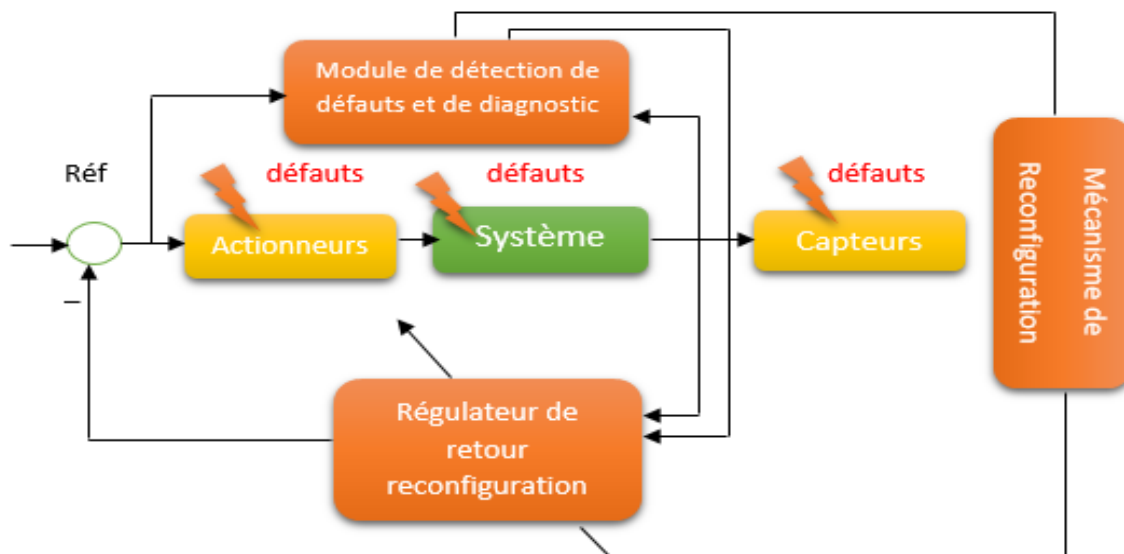 Module de détection de
défauts et de diagnostic
Réf
défauts
défauts
défauts
Actionneurs
Système
Capteurs
Mécanisme de
Reconfiguration
–
Régulateur de
retour
reconfiguration